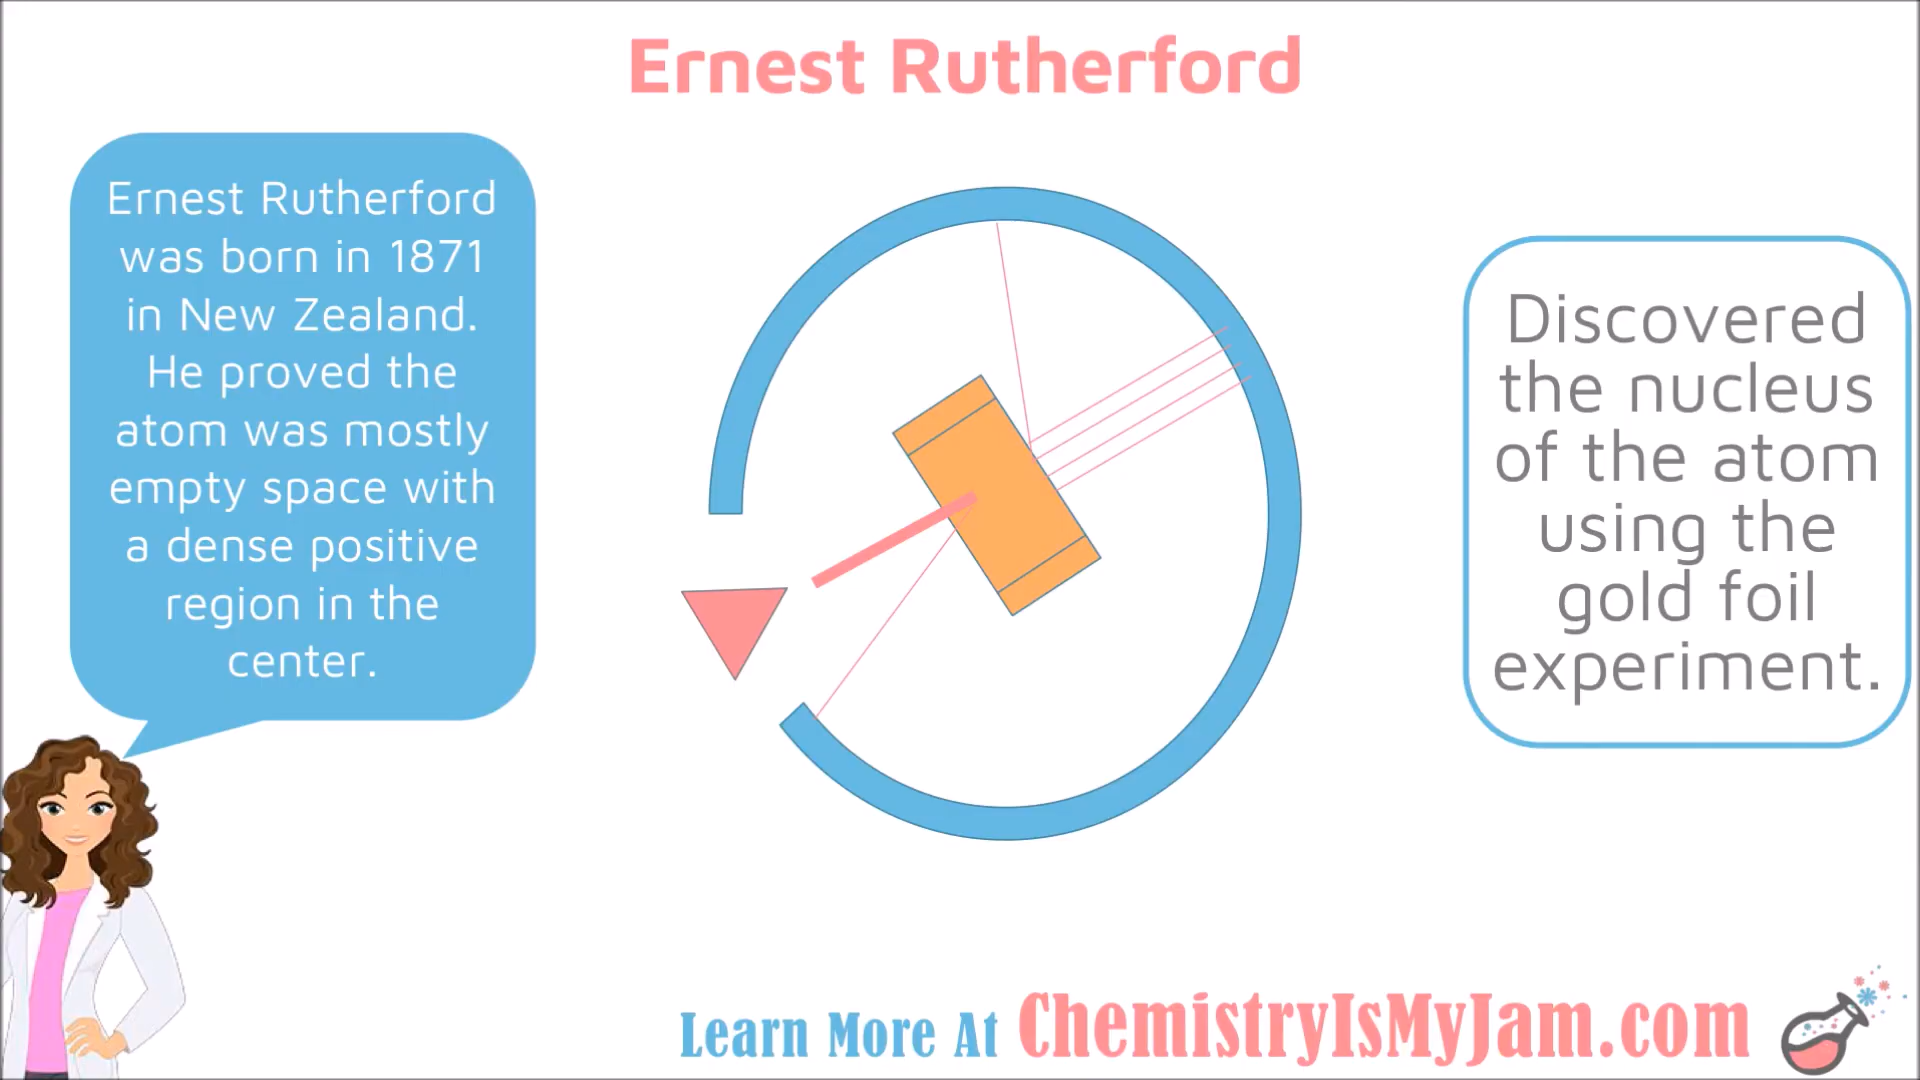 Ernest Rutherford
Ernest Rutherford
was born in 1871
in New Zealand.
He proved the
atom was mostly
empty space with
a dense positive
region in the
center.
Discovered
the nucleus
of the atom
using the
gold foil
experiment.
Learn More At ChemistryIsMyJam.com